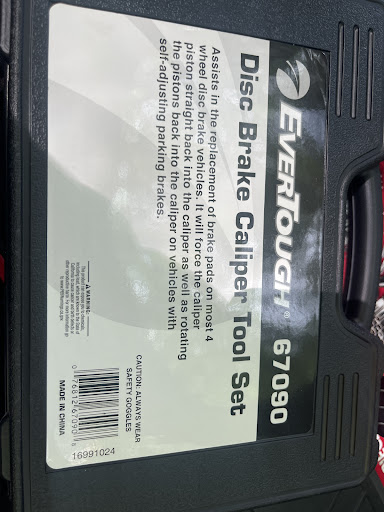 EVERTOUGH® 67090
Disc Brake Caliper Tool Set
Assists in the replacement of brake pads on most 4
wheel disc brake vehicles. It will force the caliper
piston straight back into the caliper as well as rotating
the pistons back into the caliper on vehicles with
self-adjusting parking brakes.
CAUTION: ALWAYS WEAR
SAFETY GOGGLES
⚠WARNING:
16991024
MADE IN CHINA